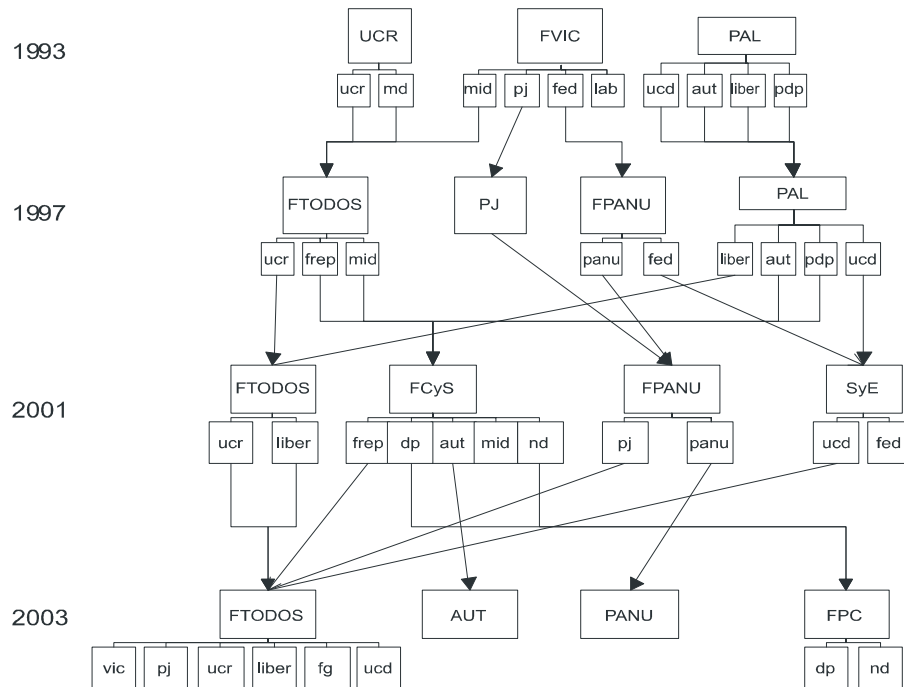 1993 UCR FVIC PAL
ucr md mid pj fed lab ucd aut liber pdp
1997 FTODOS PJ FPANU PAL
ucr frep mid panu fed liber aut pdp ucd
2001 FTODOS FCyS FPANU SyE
ucr liber frep dp aut mid nd pj panu ucd fed
2003 FTODOS AUT PANU FPC
vic pj ucr liber fg ucd dp nd